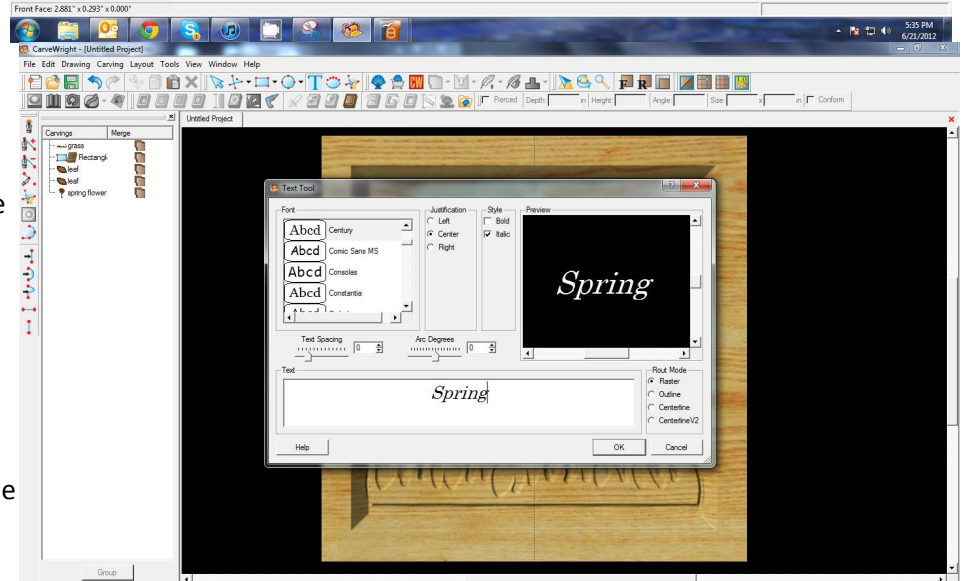 Front Face: 2.881" x 0.293" x 0.000"
5:35 PM
6/21/2012
CarveWright - [Untitled Project]
File Edit Drawing Carving Layout Tools View Window Help
Pierced Depth: in Height: Angle: Size: x in Conform
Untitled Project
Carvings Merge
grass
Rectangl
leaf
leaf
spring flower
Group
e
e
Text Tool
Font
Abcd Century
Abcd Comic Sans MS
Abcd Consolas
Abcd Constantia
Justification
Left
Center
Right
Style
Bold
Italic
Preview
Spring
Text Spacing
0
Arc Degrees
0
Text
Spring
Rout Mode
Raster
Outline
Centerline
CenterlineV2
Help
OK
Cancel